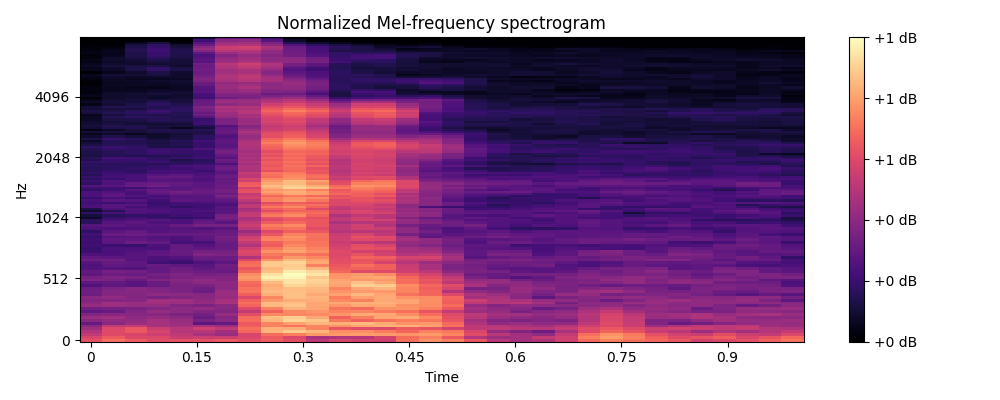 Normalized Mel-frequency spectrogram
Hz
4096
2048
1024
512
0
0 0.15 0.3 0.45 0.6 0.75 0.9
Time
+1 dB
+1 dB
+1 dB
+0 dB
+0 dB
+0 dB